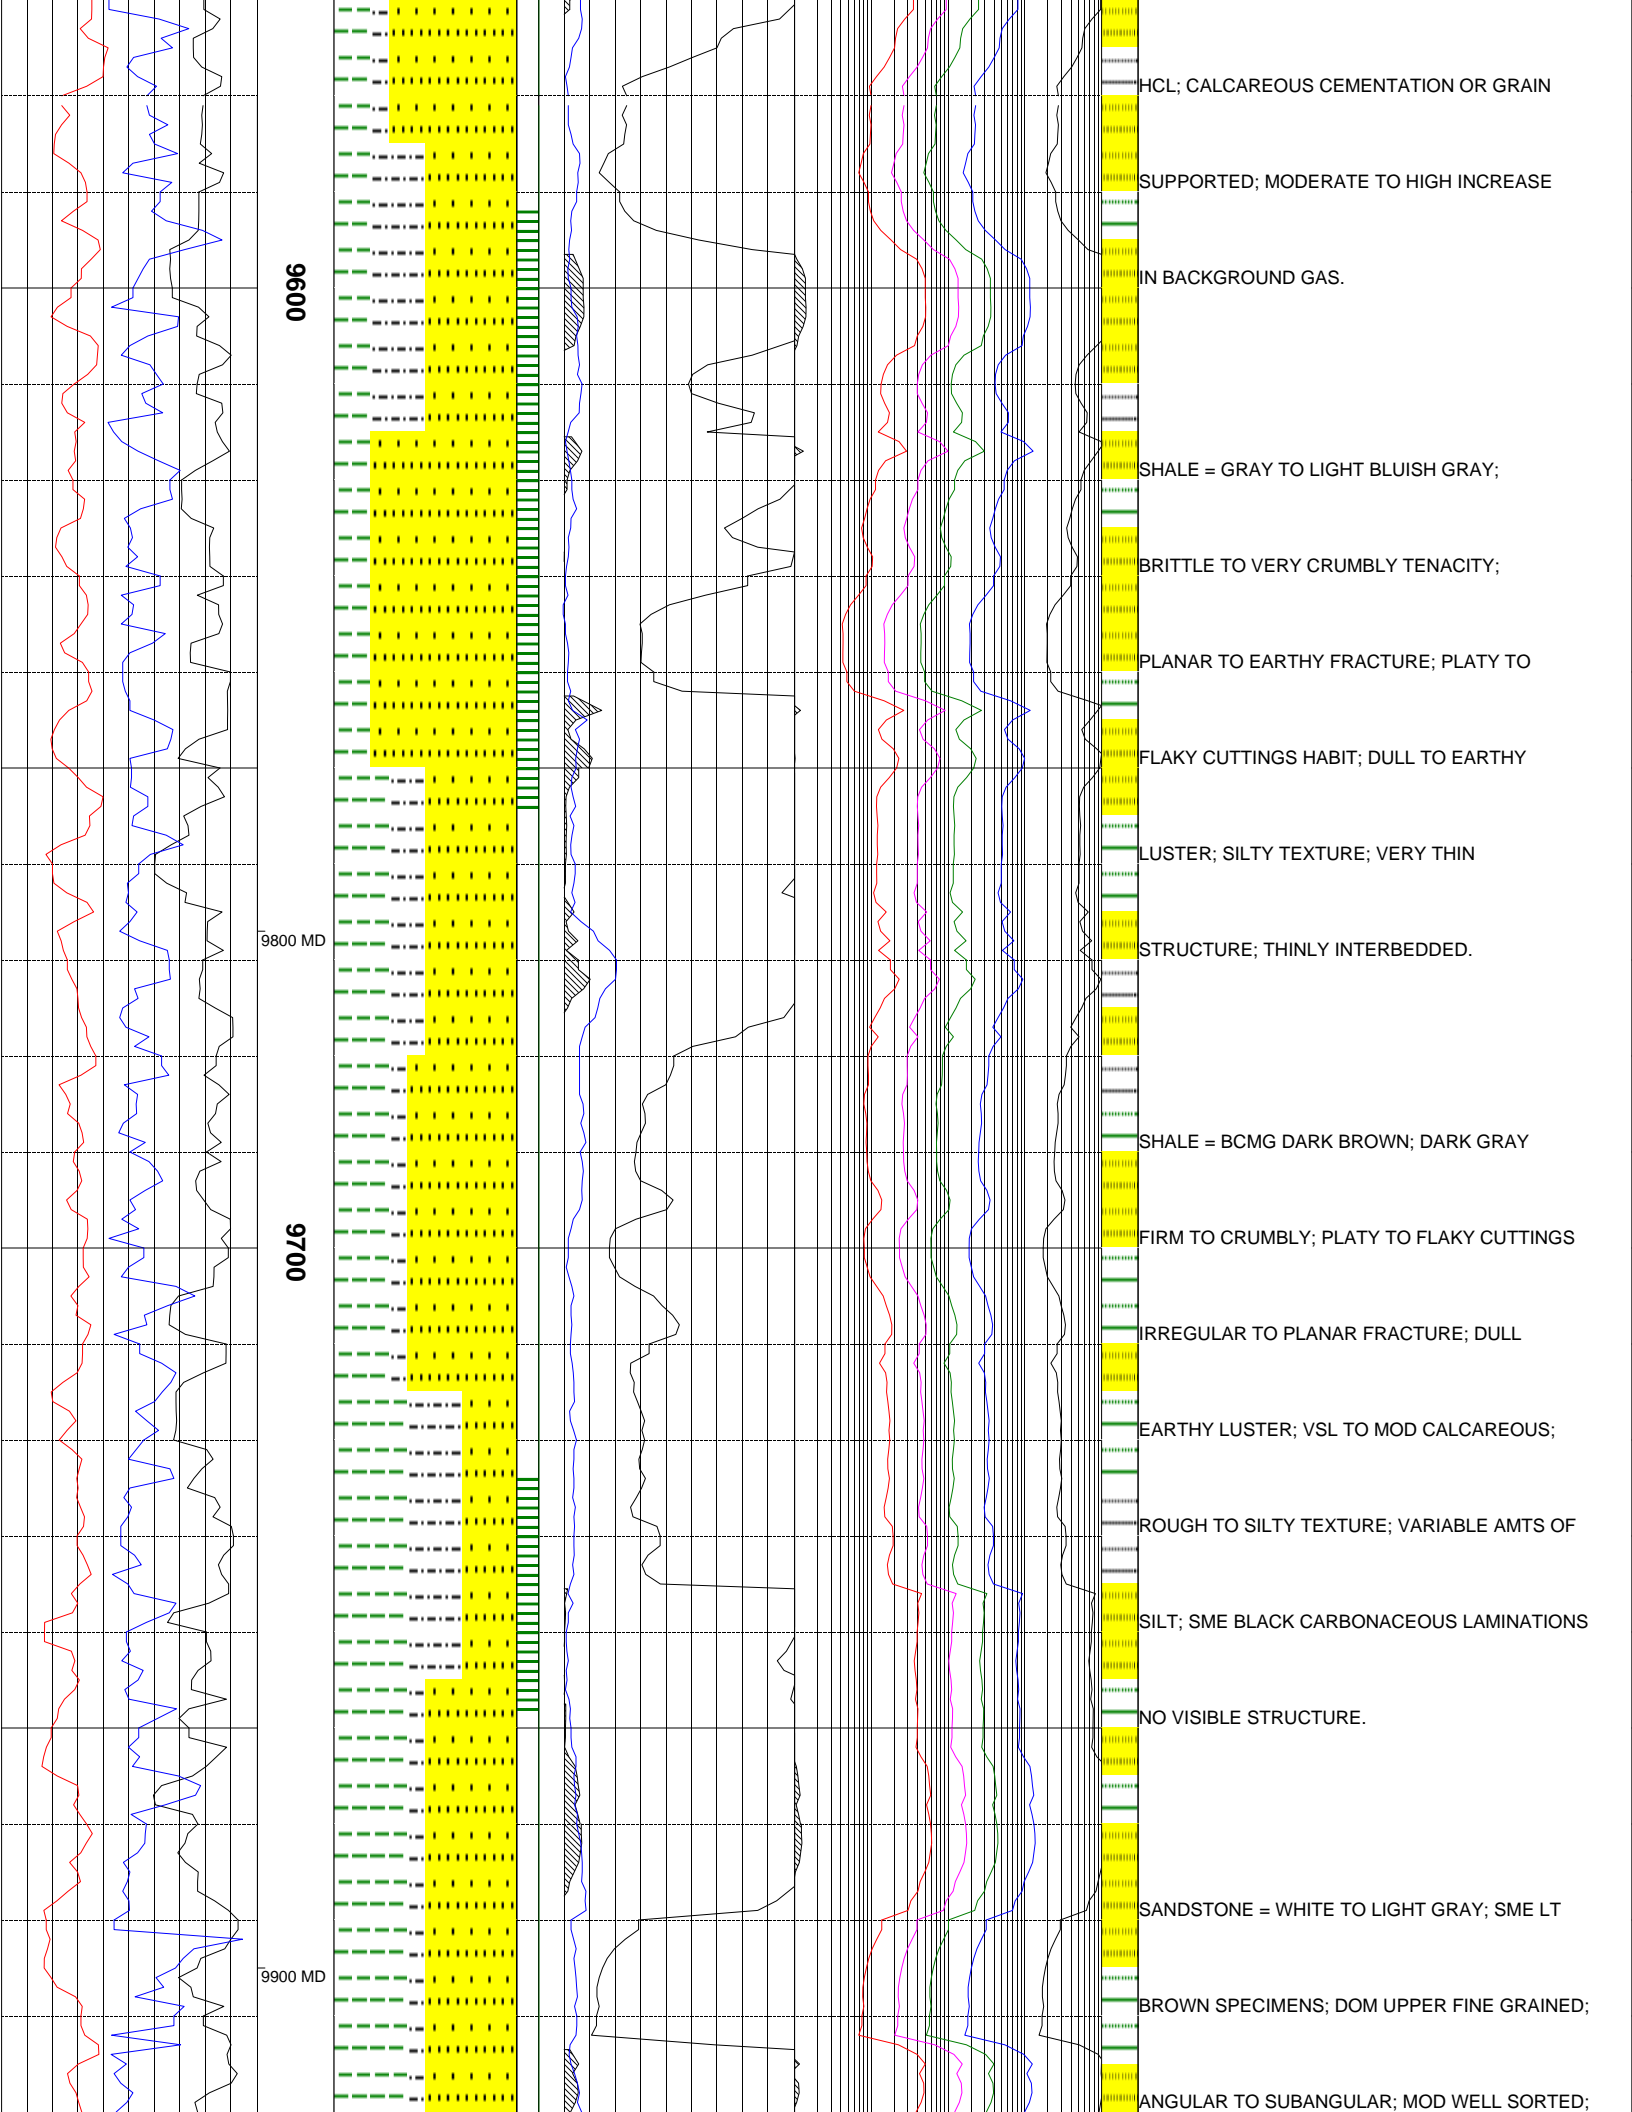 HCL; CALCAREOUS CEMENTATION OR GRAIN
SUPPORTED; MODERATE TO HIGH INCREASE
9600
IN BACKGROUND GAS.
SHALE = GRAY TO LIGHT BLUISH GRAY;
BRITTLE TO VERY CRUMBLY TENACITY;
PLANAR TO EARTHY FRACTURE; PLATY TO
FLAKY CUTTINGS HABIT; DULL TO EARTHY
LUSTER; SILTY TEXTURE; VERY THIN
9800 MD
STRUCTURE; THINLY INTERBEDDED.
SHALE = BCMG DARK BROWN; DARK GRAY
9700
FIRM TO CRUMBLY; PLATY TO FLAKY CUTTINGS
IRREGULAR TO PLANAR FRACTURE; DULL
EARTHY LUSTER; VSL TO MOD CALCAREOUS;
ROUGH TO SILTY TEXTURE; VARIABLE AMTS OF
SILT; SME BLACK CARBONACEOUS LAMINATIONS
NO VISIBLE STRUCTURE.
SANDSTONE = WHITE TO LIGHT GRAY; SME LT
9900 MD
BROWN SPECIMENS; DOM UPPER FINE GRAINED;
ANGULAR TO SUBANGULAR; MOD WELL SORTED;